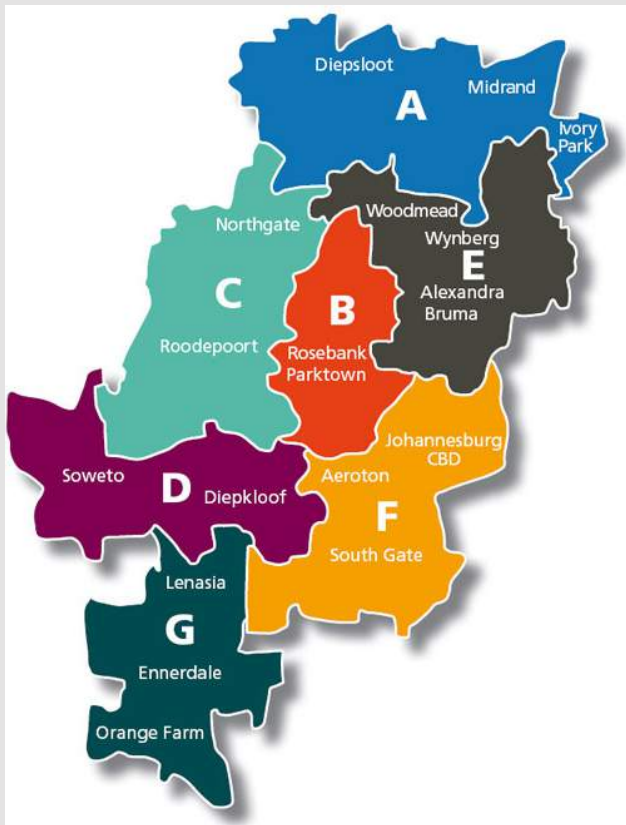 Diepsloot
Midrand
A
Ivory
Park
Northgate
Woodmead
Wynberg
E
C
Alexandra
B
Bruma
Roodepoort
Rosebank
Parktown
Johannesburg
CBD
Soweto
D
Diepkloof
Aeroton
F
South Gate
Lenasia
G
Ennerdale
Orange Farm